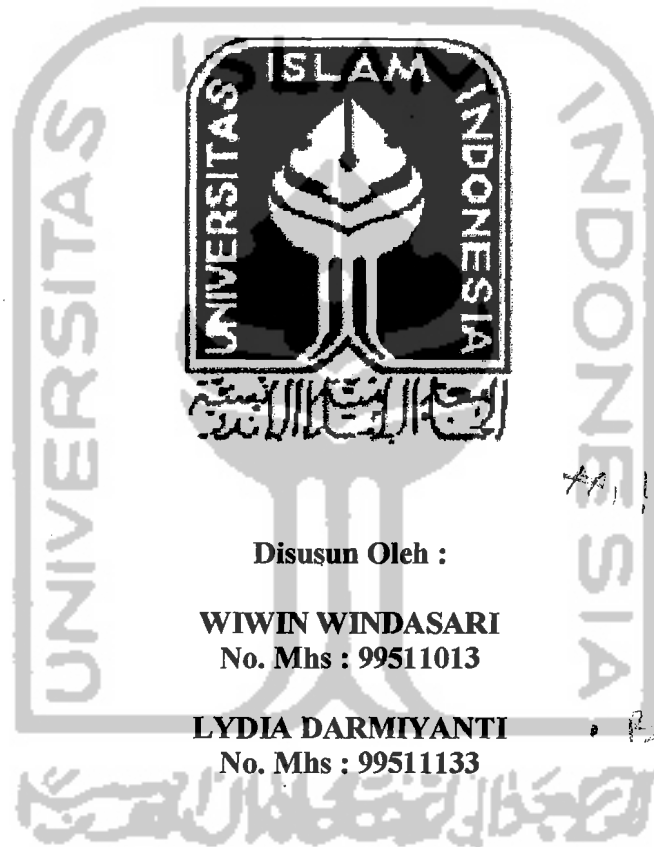 ISLAM
UNIVERSITAS
INDONESIA
Disusun Oleh :
WIWIN WINDASARI
No. Mhs : 99511013
LYDIA DARMIYANTI
No. Mhs : 99511133